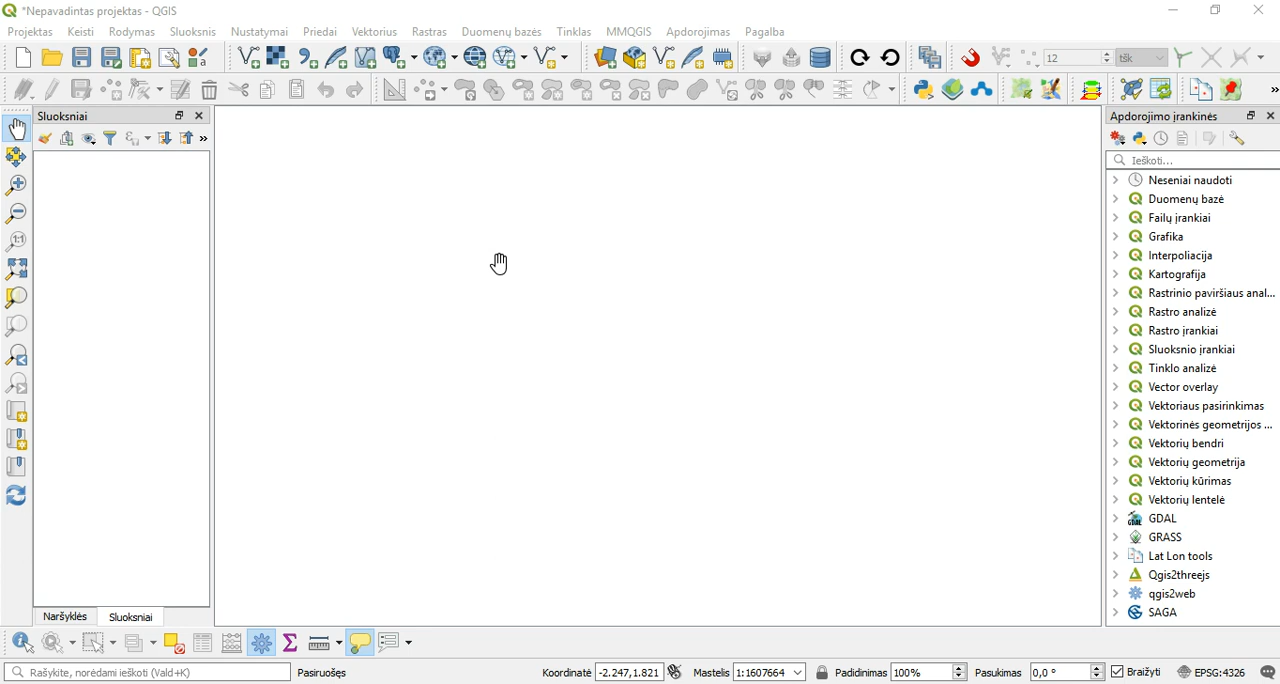 *Nepavadintas projektas - QGIS
Projektas Keisti Rodymas Sluoksnis Nustatymai Priedai Vektorius Rastras Duomenų bazės Tinklas MMQGIS Apdorojimas Pagalba
12 tšk
Sluoksniai
Naršyklės Sluoksniai
Apdorojimo įrankinės
Ieškoti...
Neseniai naudoti
Duomenų bazė
Failų įrankiai
Grafika
Interpoliacija
Kartografija
Rastrinio paviršiaus anal...
Rastro analizė
Rastro įrankiai
Sluoksnio įrankiai
Tinklo analizė
Vector overlay
Vektoriaus pasirinkimas
Vektorinės geometrijos ...
Vektorių bendri
Vektorių geometrija
Vektorių kūrimas
Vektorių lentelė
GDAL
GRASS
Lat Lon tools
Qgis2threejs
qgis2web
SAGA
Rašykite, norėdami ieškoti (Vald+K) Pasiruošęs Koordinatė -2.247,1.821 Mastelis 1:1607664 Padidinimas 100% Pasukimas 0,0 ° Braižyti EPSG:4326